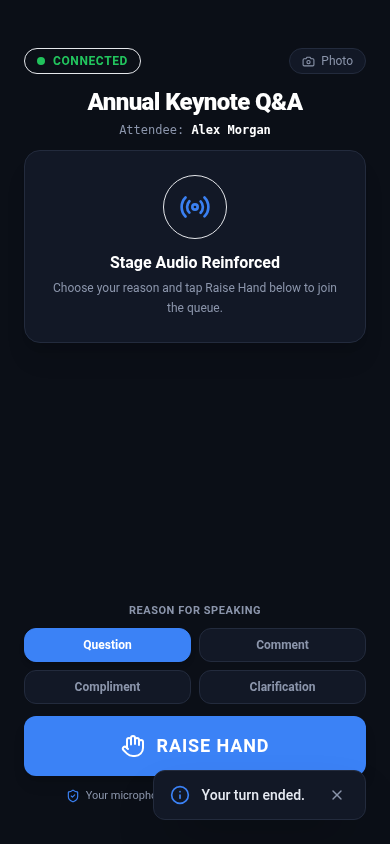 CONNECTED
Photo
Annual Keynote Q&A
Attendee: Alex Morgan
Stage Audio Reinforced
Choose your reason and tap Raise Hand below to join
the queue.
REASON FOR SPEAKING
Question
Comment
Compliment
Clarification
RAISE HAND
Your
Your turn ended.